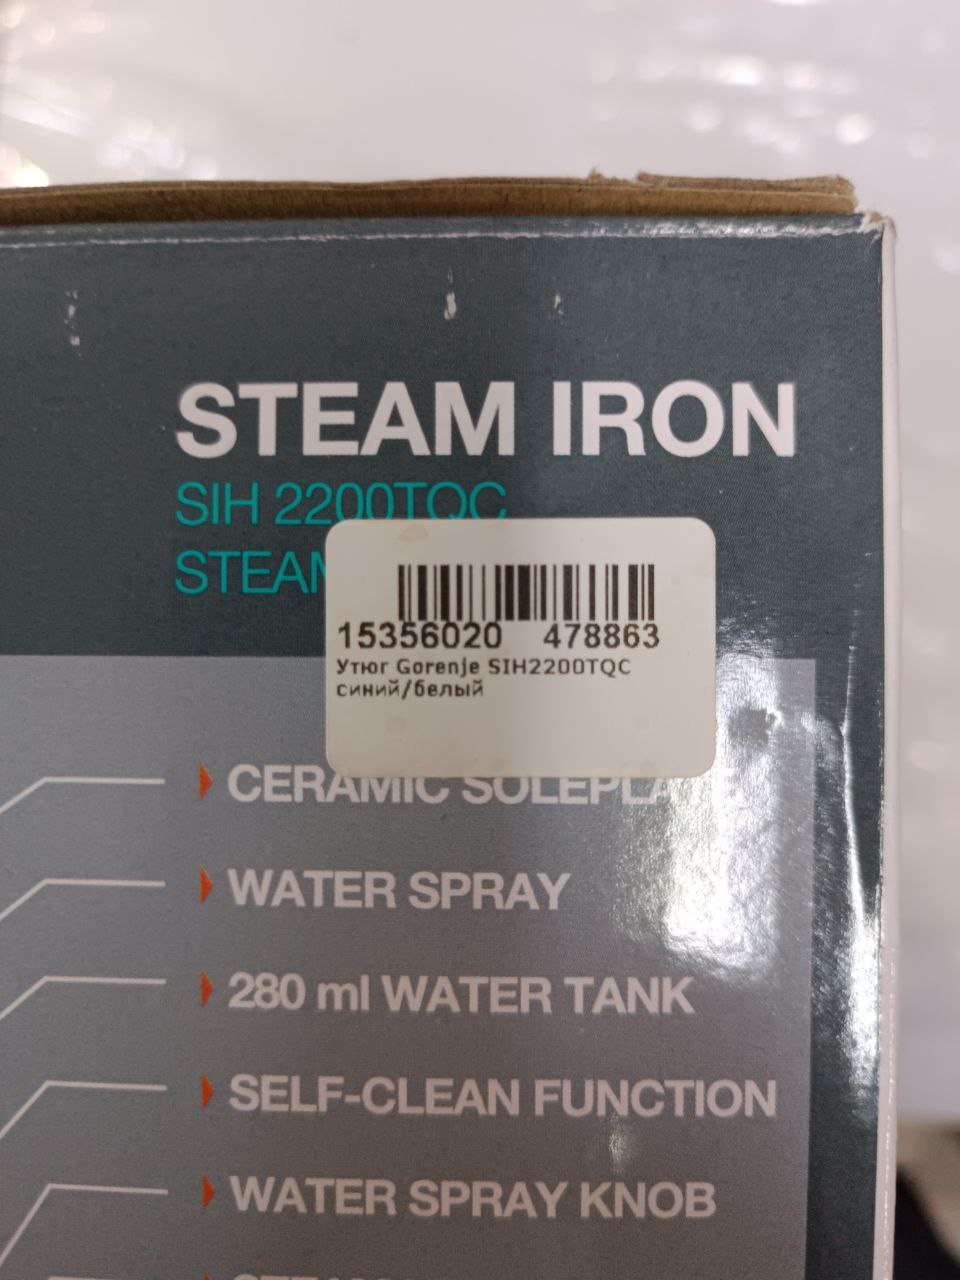 STEAM IRON
SIH 2200TQC
15356020 478863
Утюг Gorenje SIH2200TQC
синий/белый
CERAMIC
WATER SPRAY
280 ml WATER TANK
SELF-CLEAN FUNCTION
WATER SPRAY KNOB